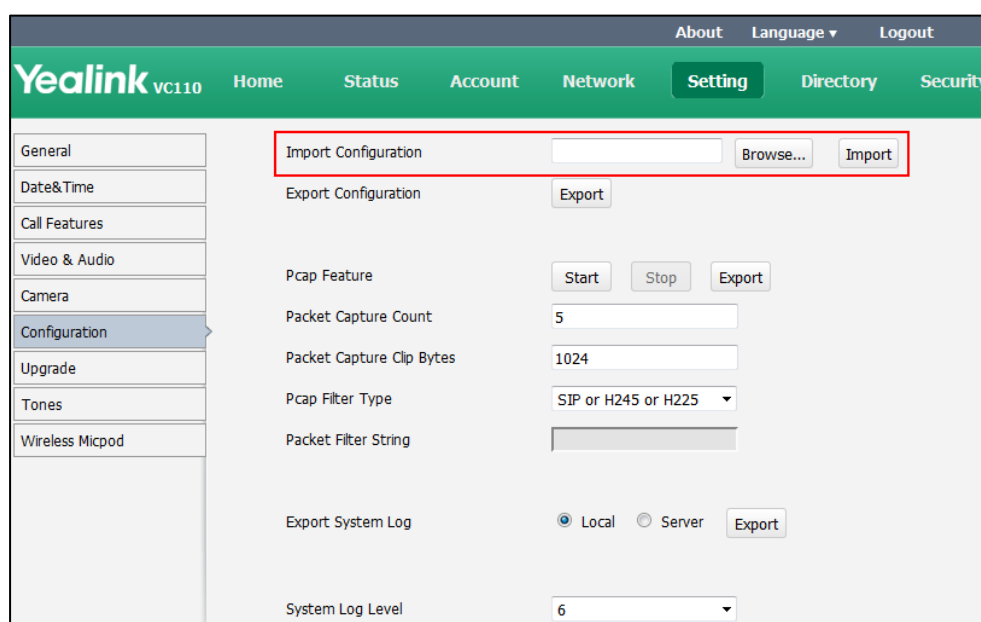 About Language ▾ Logout
Yealink VC110 Home Status Account Network Setting Directory Security
General
Date&Time
Call Features
Video & Audio
Camera
Configuration
Upgrade
Tones
Wireless Micpod
Import Configuration Browse... Import
Export Configuration Export
Pcap Feature Start Stop Export
Packet Capture Count 5
Packet Capture Clip Bytes 1024
Pcap Filter Type SIP or H245 or H225
Packet Filter String
Export System Log Local Server Export
System Log Level 6